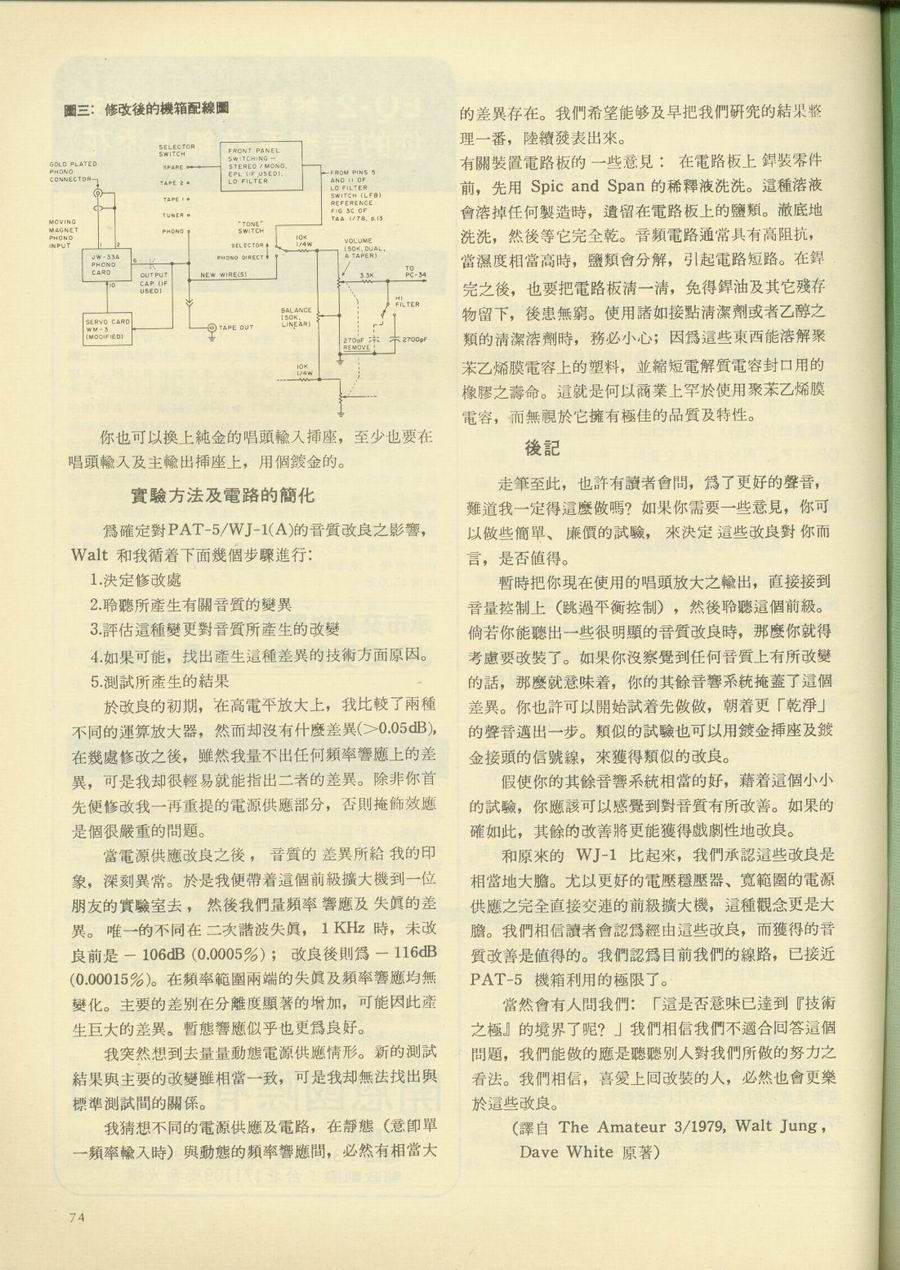 圖三：修改後的機箱配線圖
SELECTOR
SWITCH
SPARE
TAPE 2
TAPE 1
TUNER
PHONO
FRONT PANEL
SWITCHING —
STEREO / MONO,
EPL (IF USED),
LO FILTER
FROM PINS 5
AND 11 OF
LO FILTER
SWITCH (LFB)
REFERENCE
FIG 3C OF
TAA 1/78, p.13
GOLD PLATED
PHONO
CONNECTOR
MOVING
MAGNET
PHONO
INPUT
1
2
JW-33A
PHONO
CARD
6
10
OUTPUT
CAP. (IF
USED)
SERVO CARD
WM-3
(MODIFIED)
NEW WIRE(S)
TAPE OUT
"TONE"
SWITCH
SELECTOR
PHONO DIRECT
10K
1/4W
VOLUME
(50K, DUAL,
A TAPER)
3.3K
TO
PC-34
HI
FILTER
BALANCE
(50K,
LINEAR)
270pF
REMOVE
2700pF
10K
1/4W
你也可以換上純金的唱頭輸入插座，至少也要在
唱頭輸入及主輸出插座上，用個鍍金的。
實驗方法及電路的簡化
爲確定對PAT-5/WJ-1(A)的音質改良之影響，
Walt 和我循着下面幾個步驟進行：
1.決定修改處
2.聆聽所產生有關音質的變異
3.評估這種變更對音質所產生的改變
4.如果可能，找出產生這種差異的技術方面原因。
5.測試所產生的結果
於改良的初期，在高電平放大上，我比較了兩種
不同的運算放大器，然而却沒有什麼差異(>0.05dB)，
在幾處修改之後，雖然我量不出任何頻率響應上的差
異，可是我却很輕易就能指出二者的差異。除非你首
先便修改我一再重提的電源供應部分，否則掩飾效應
是個很嚴重的問題。
當電源供應改良之後，音質的 差異所給 我的印
象，深刻異常。於是我便帶着這個前級擴大機到一位
朋友的實驗室去，然後我們量頻率 響應及 失眞的差
異。唯一的不同在 二次諧波失眞，1 KHz 時，未改
良前是 − 106dB (0.0005%)；改良後則爲 − 116dB
(0.00015%)。在頻率範圍兩端的失眞及頻率響應均無
變化。主要的差別在分離度顯著的增加，可能因此產
生巨大的差異。暫態響應似乎也更爲良好。
我突然想到去量量動態電源供應情形。新的測試
結果與主要的改變雖相當一致，可是我却無法找出與
標準測試間的關係。
我猜想不同的電源供應及電路，在靜態（意卽單
一頻率輸入時）與動態的頻率響應間，必然有相當大
的差異存在。我們希望能够及早把我們研究的結果整
理一番，陸續發表出來。
有關裝置電路板的 一些意見： 在電路板上 銲裝零件
前，先用 Spic and Span 的稀釋液洗洗。這種溶液
會溶掉任何製造時，遺留在電路板上的鹽類。澈底地
洗洗，然後等它完全乾。音頻電路通常具有高阻抗，
當濕度相當高時，鹽類會分解，引起電路短路。在銲
完之後，也要把電路板淸一淸，免得銲油及其它殘存
物留下，後患無窮。使用諸如接點淸潔劑或者乙醇之
類的淸潔溶劑時，務必小心；因爲這些東西能溶解聚
苯乙烯膜電容上的塑料，並縮短電解質電容封口用的
橡膠之壽命。這就是何以商業上罕於使用聚苯乙烯膜
電容，而無視於它擁有極佳的品質及特性。
後記
走筆至此，也許有讀者會問，爲了更好的聲音，
難道我一定得這麼做嗎？如果你需要一些意見，你可
以做些簡單、 廉價的試驗， 來決定 這些改良對 你而
言，是否値得。
暫時把你現在使用的唱頭放大之輸出，直接接到
音量控制上（跳過平衡控制），然後聆聽這個前級。
倘若你能聽出一些很明顯的音質改良時，那麼你就得
考慮要改裝了。如果你沒察覺到任何音質上有所改變
的話，那麼就意味着，你的其餘音響系統掩蓋了這個
差異。你也許可以開始試着先做做，朝着更「乾淨」
的聲音邁出一步。類似的試驗也可以用鍍金插座及鍍
金接頭的信號線，來獲得類似的改良。
假使你的其餘音響系統相當的好，藉着這個小小
的試驗，你應該可以感覺到對音質有所改善。如果的
確如此，其餘的改善將更能獲得戲劇性地改良。
和原來的 WJ-1 比起來，我們承認這些改良是
相當地大膽。尤以更好的電壓穩壓器、寬範圍的電源
供應之完全直接交連的前級擴大機，這種觀念更是大
膽。我們相信讀者會認爲經由這些改良，而獲得的音
質改善是値得的。我們認爲目前我們的線路，已接近
PAT-5 機箱利用的極限了。
當然會有人問我們：「這是否意味已達到『技術
之極』的境界了呢？」我們相信我們不適合回答這個
問題，我們能做的應是聽聽別人對我們所做的努力之
看法。我們相信，喜愛上回改裝的人，必然也會更樂
於這些改良。
（譯自 The Amateur 3/1979, Walt Jung，
Dave White 原著）
74